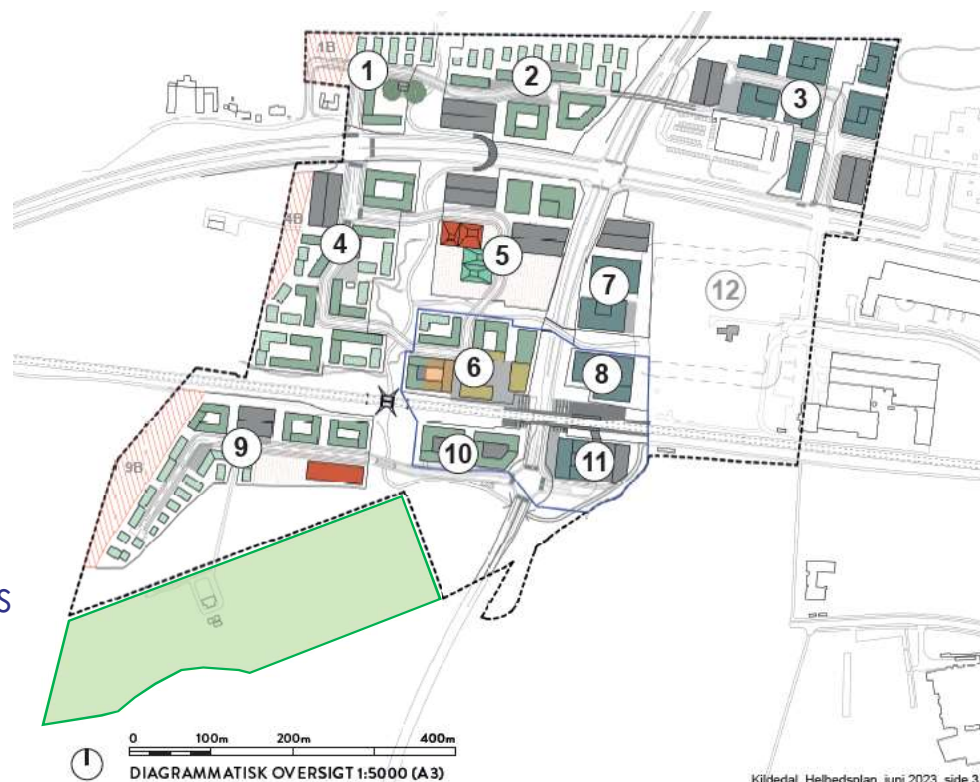 1B
1
2
3
4B
4
5
7
12
6
8
9
9B
10
11
S
0 100m 200m 400m
DIAGRAMMATISK OVERSIGT 1:5000 (A3)
Kildedal, Helhedsplan, juni 2023, side 3